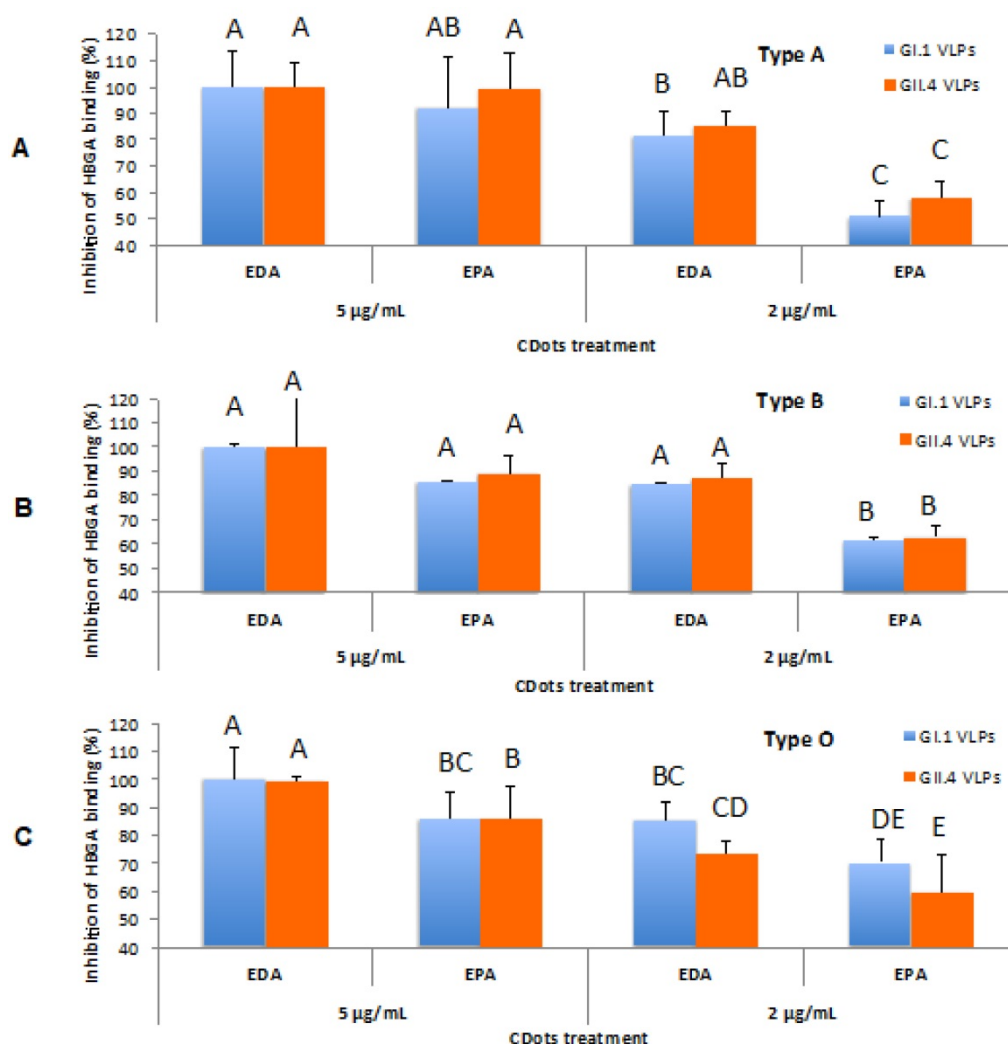 A
Inhibition of HBGA binding (%)
120
110
100
90
80
70
60
50
40
A A AB A B AB C C
Type A
GI.1 VLPs
GII.4 VLPs
EDA EPA EDA EPA
5 µg/mL 2 µg/mL
CDots treatment
B
Inhibition of HBGA binding (%)
120
110
100
90
80
70
60
50
40
A A A A A A B B
Type B
GI.1 VLPs
GII.4 VLPs
EDA EPA EDA EPA
5 µg/mL 2 µg/mL
CDots treatment
C
Inhibition of HBGA binding (%)
120
110
100
90
80
70
60
50
40
A A BC B BC CD DE E
Type O
GI.1 VLPs
GII.4 VLPs
EDA EPA EDA EPA
5 µg/mL 2 µg/mL
CDots treatment